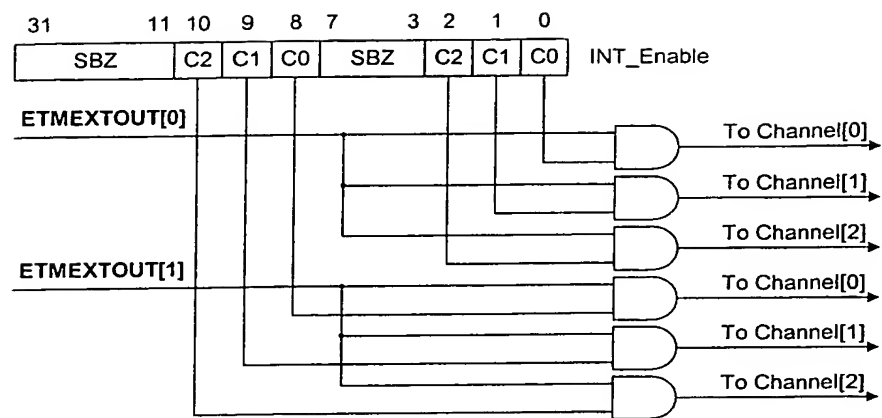 31 11 10 9 8 7 3 2 1 0
SBZ C2 C1 C0 SBZ C2 C1 C0 INT_Enable
ETMEXTOUT[0]
To Channel[0]
To Channel[1]
To Channel[2]
ETMEXTOUT[1]
To Channel[0]
To Channel[1]
To Channel[2]